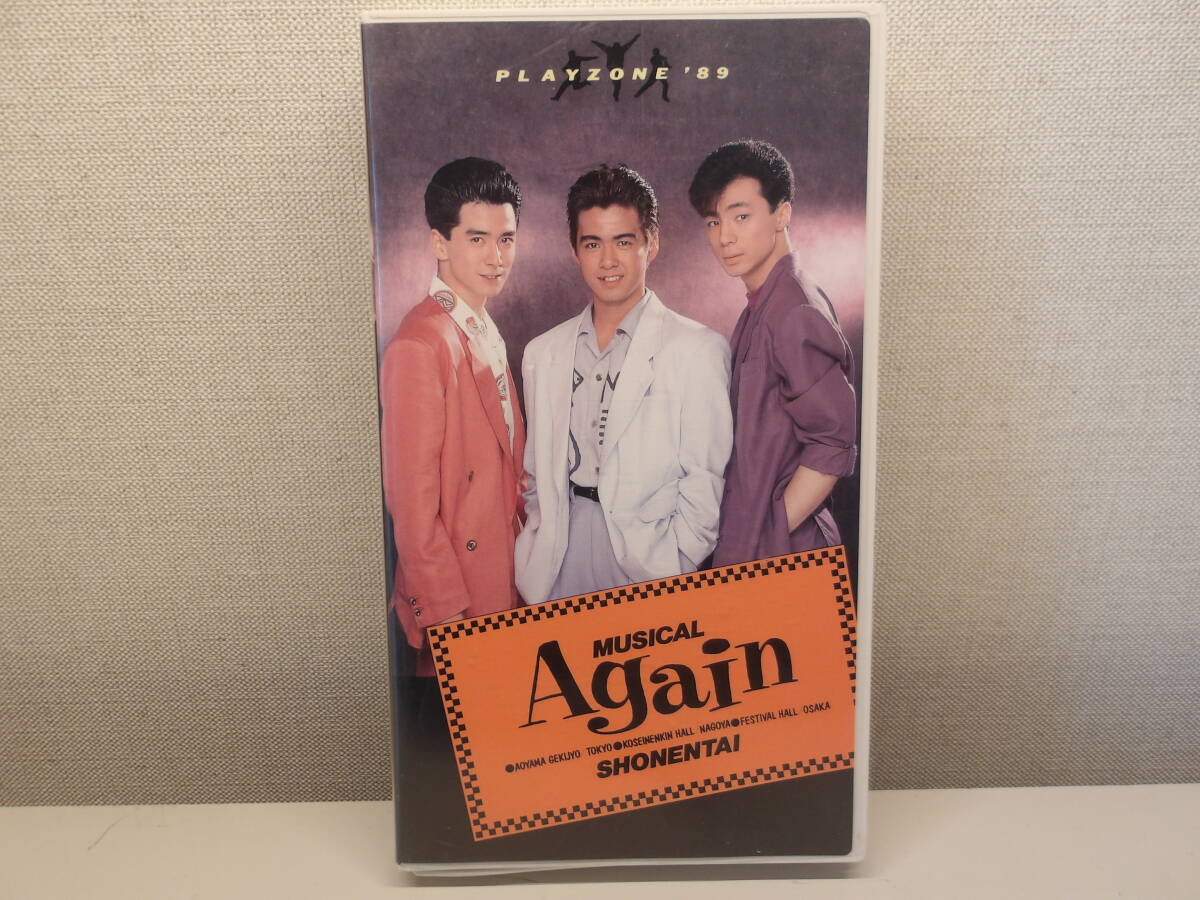 PLAYZONE '89
MUSICAL
Again
●AOYAMA GEKIJYO TOKYO●KOSEINENKIN HALL NAGOYA●FESTIVAL HALL OSAKA
SHONENTAI